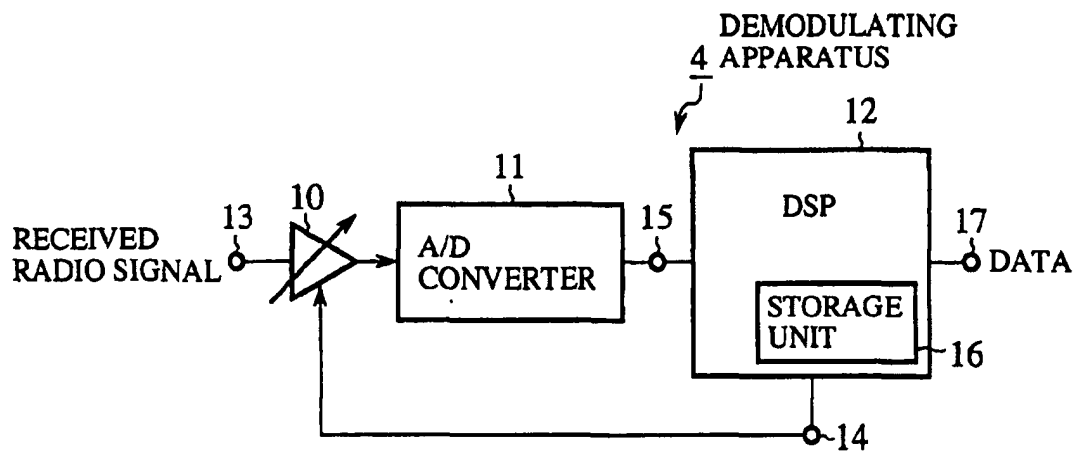 DEMODULATING
APPARATUS
4
12
11
10
13
15
17
RECEIVED
RADIO SIGNAL
A/D
CONVERTER
DSP
DATA
STORAGE
UNIT
16
14